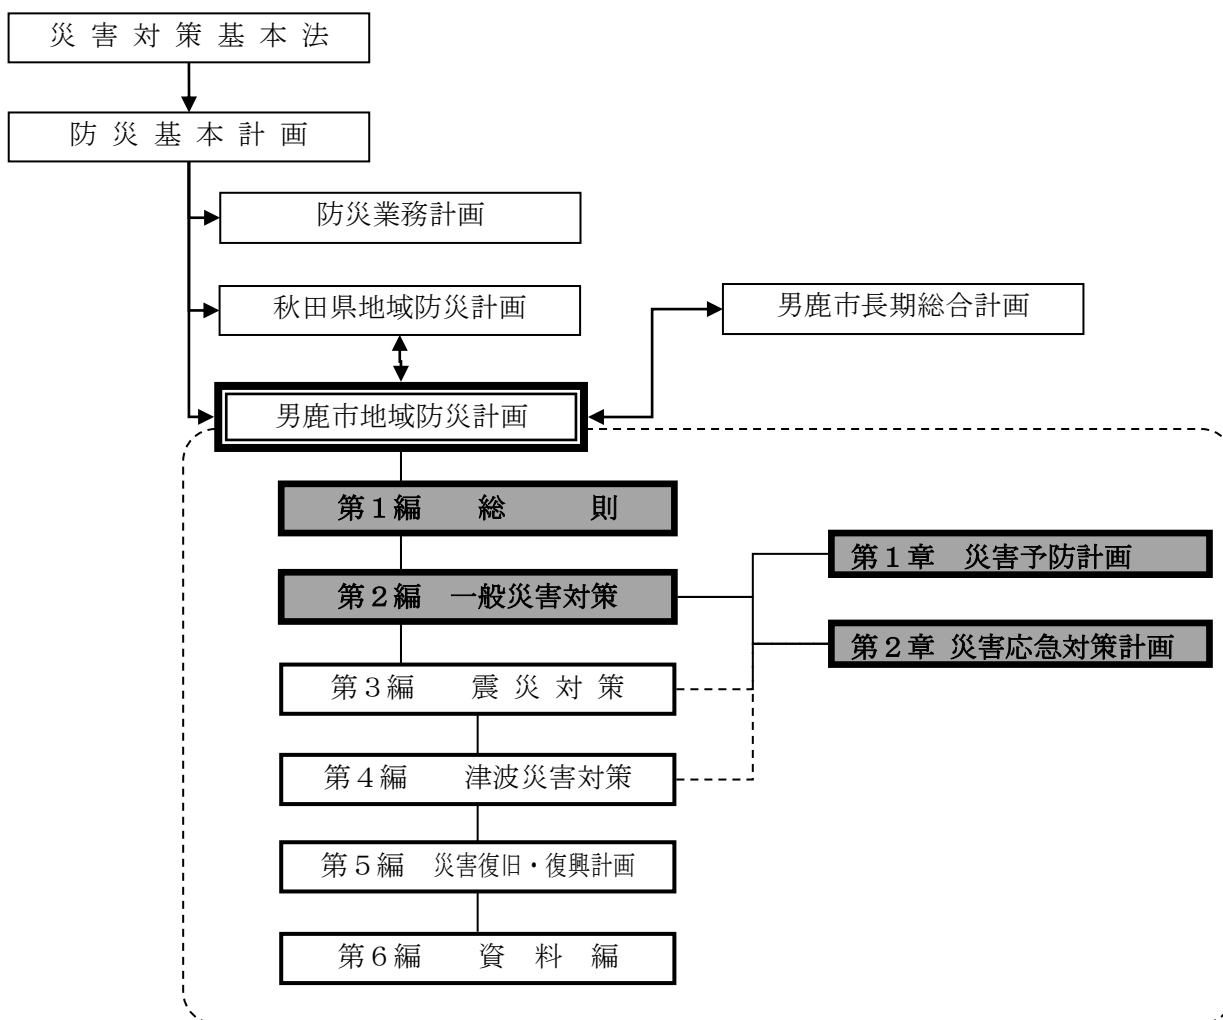 災害対策基本法
防災基本計画
防災業務計画
秋田県地域防災計画
男鹿市長期総合計画
男鹿市地域防災計画
第1編　総　則
第2編　一般災害対策
第1章　災害予防計画
第2章 災害応急対策計画
第3編　震災対策
第4編　津波災害対策
第5編　災害復旧・復興計画
第6編　資料編